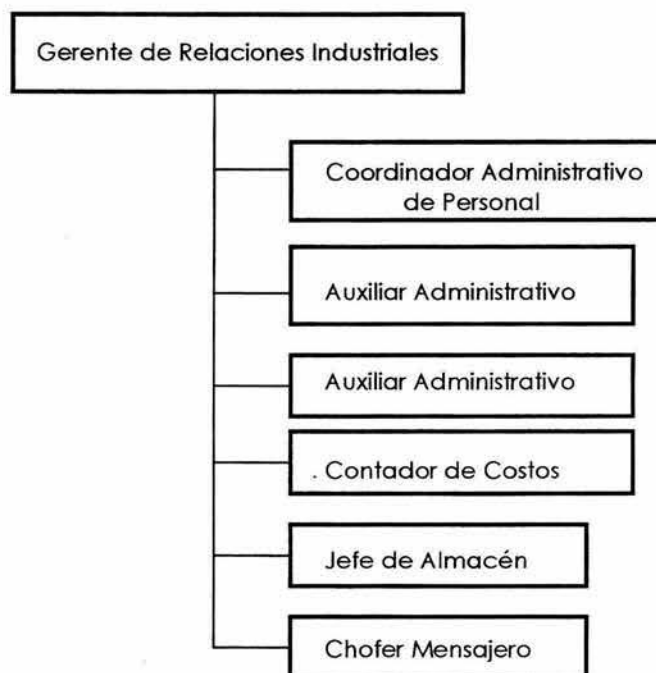 Gerente de Relaciones Industriales
Coordinador Administrativo
de Personal
Auxiliar Administrativo
Auxiliar Administrativo
. Contador de Costos
Jefe de Almacén
Chofer Mensajero